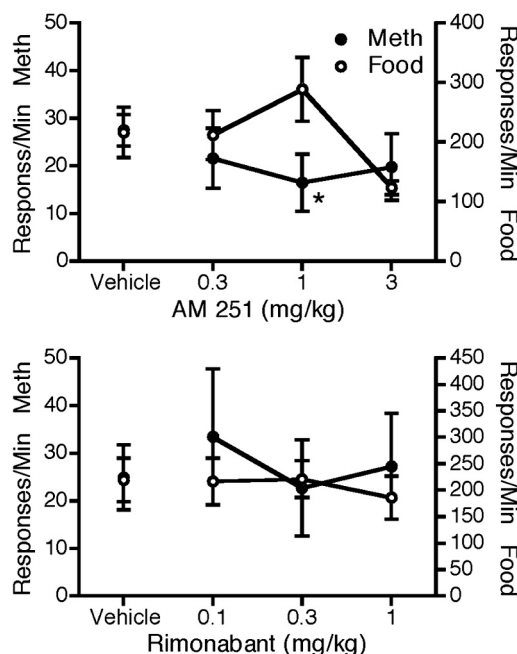 Responss/Min Meth
50
40
30
20
10
0
Meth
Food
*
400
300
200
100
0
Responses/Min Food
Vehicle 0.3 1 3
AM 251 (mg/kg)
Responses/Min Meth
50
40
30
20
10
0
450
400
350
300
250
200
150
100
50
0
Responses/Min Food
Vehicle 0.1 0.3 1
Rimonabant (mg/kg)